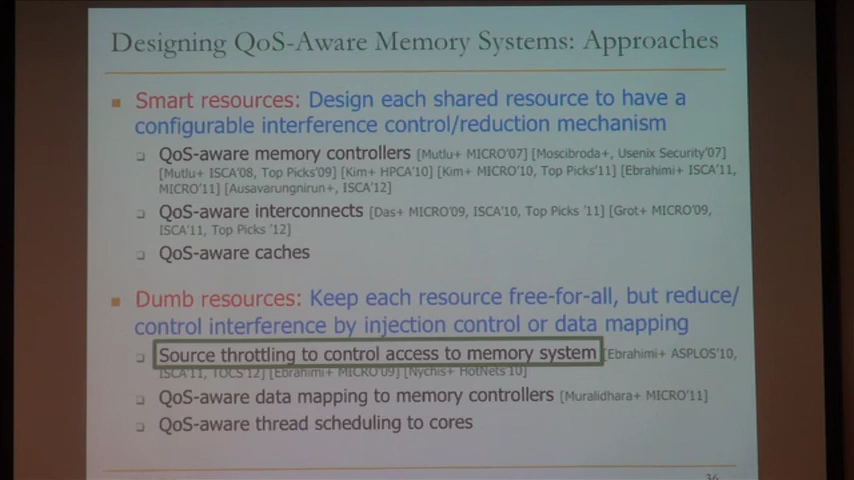 Designing QoS-Aware Memory Systems: Approaches
Smart resources: Design each shared resource to have a
configurable interference control/reduction mechanism
QoS-aware memory controllers [Mutlu+ MICRO'07] [Moscibroda+, Usenix Security'07]
[Mutlu+ ISCA'08, Top Picks'09] [Kim+ HPCA'10] [Kim+ MICRO'10, Top Picks'11] [Ebrahimi+ ISCA'11,
MICRO'11] [Ausavarungnirun+, ISCA'12]
QoS-aware interconnects [Das+ MICRO'09, ISCA'10, Top Picks '11] [Grot+ MICRO'09,
ISCA'11, Top Picks '12]
QoS-aware caches
Dumb resources: Keep each resource free-for-all, but reduce/
control interference by injection control or data mapping
Source throttling to control access to memory system [Ebrahimi+ ASPLOS'10,
ISCA'11, TOCS'12] [Ebrahimi+ MICRO'09] [Nychis+ HotNets'10]
QoS-aware data mapping to memory controllers [Muralidhara+ MICRO'11]
QoS-aware thread scheduling to cores
36